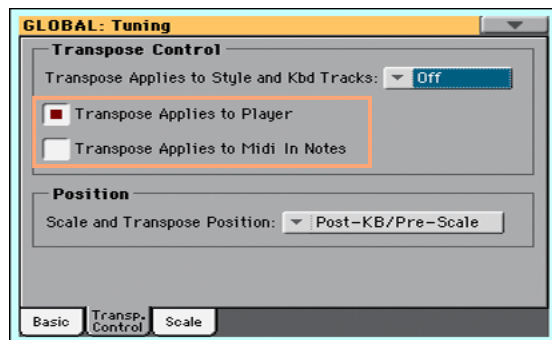 GLOBAL: Tuning
Transpose Control
Transpose Applies to Style and Kbd Tracks: Off
Transpose Applies to Player
Transpose Applies to Midi In Notes
Position
Scale and Transpose Position: Post-KB/Pre-Scale
Basic Transp. Control Scale